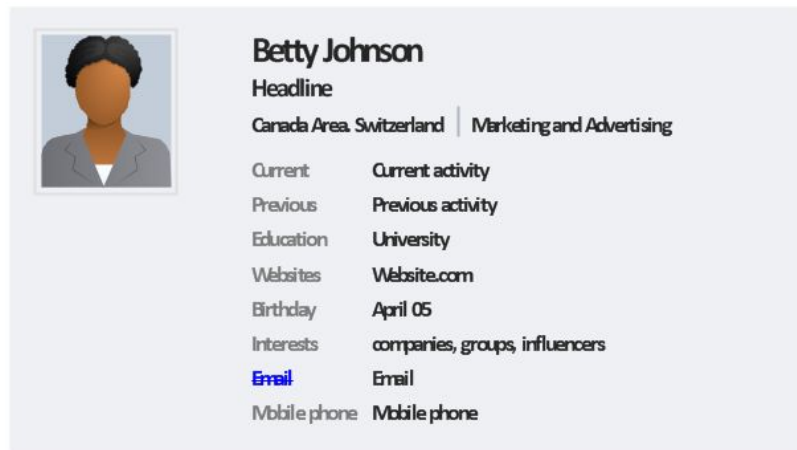 Betty Johnson
Headline
Canada Area. Switzerland | Marketing and Advertising
Current Current activity
Previous Previous activity
Education University
Websites Website.com
Birthday April 05
Interests companies, groups, influencers
Email Email
Mobile phone Mobile phone